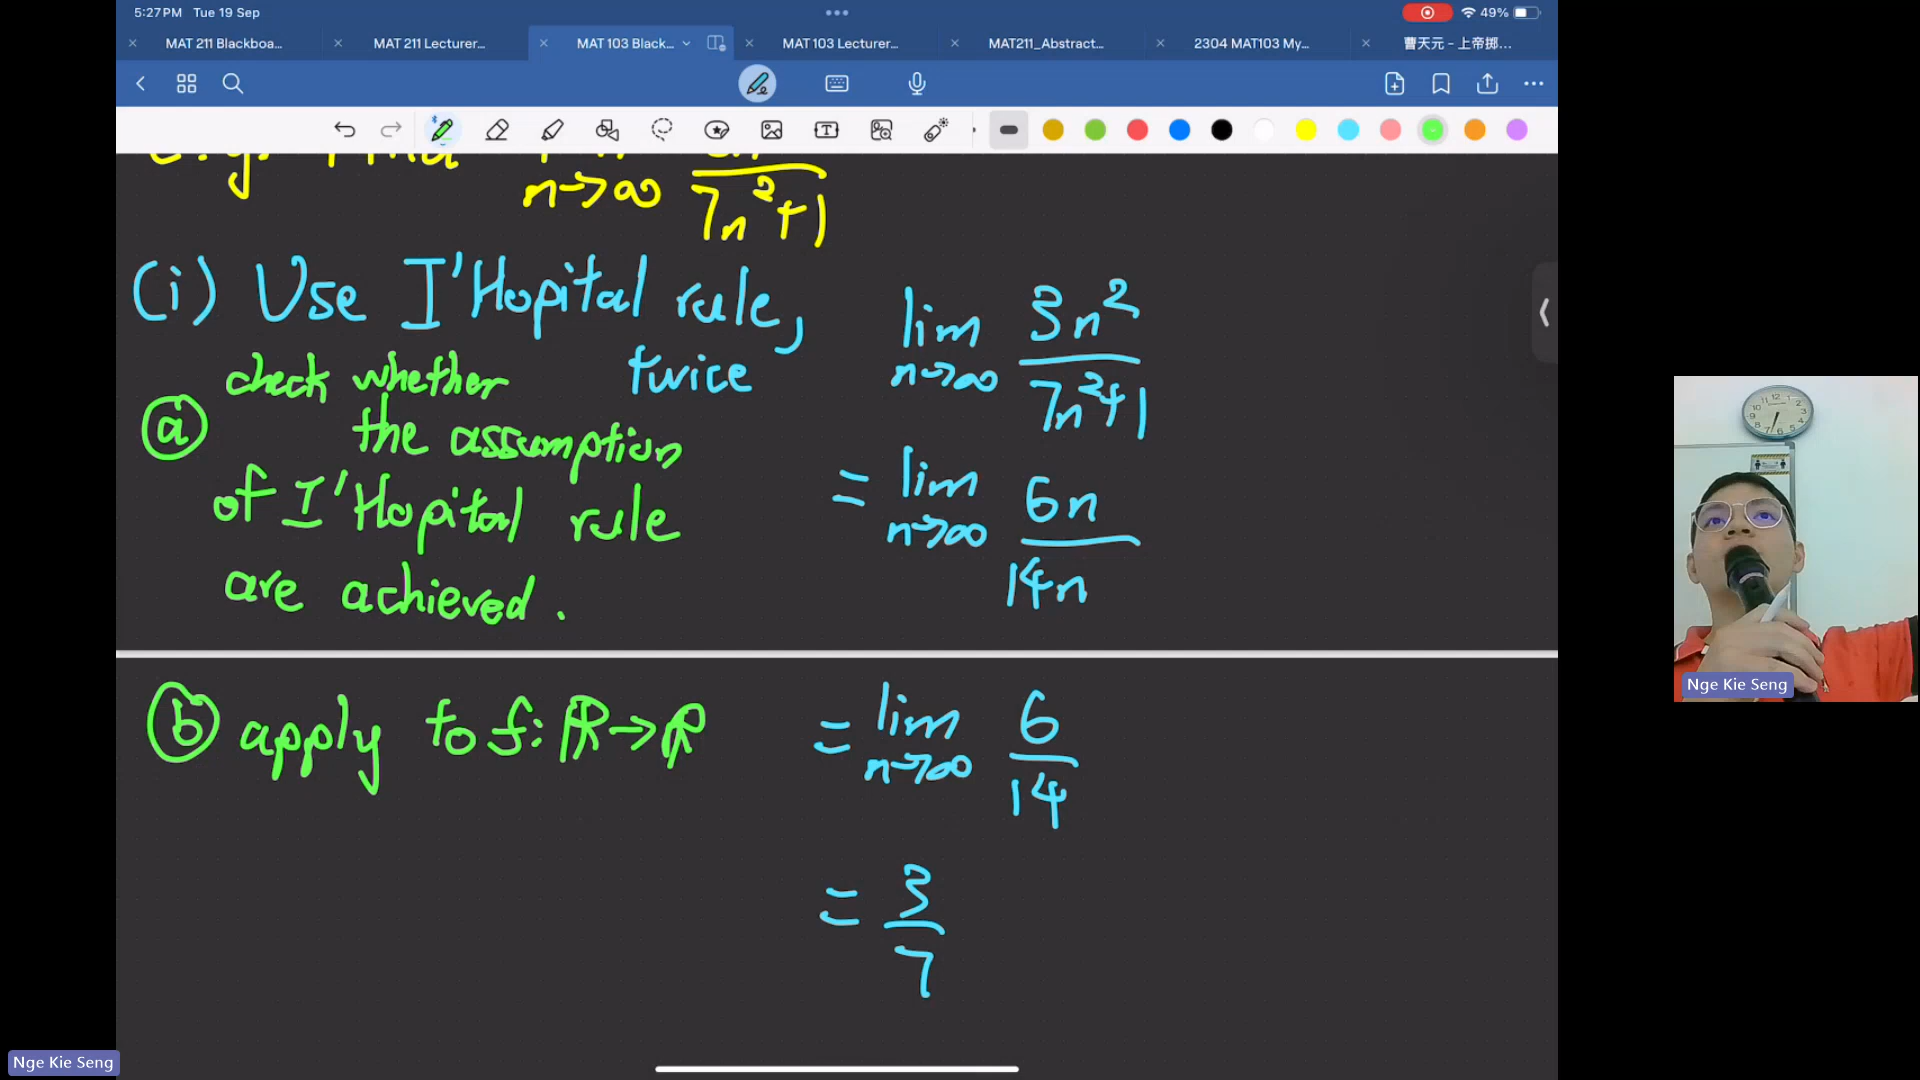 5:27 PM Tue 19 Sep
49%
MAT 211 Blackboa...
MAT 211 Lecturer...
MAT 103 Black...
MAT 103 Lecturer...
MAT211_Abstract...
2304 MAT103 My...
曹天元 - 上帝掷...
e.g. Find lim
n→∞ 3n²/(7n²+1)
(i) Use I'Hopital rule,
twice
ⓐ check whether
the assumption
of I'Hopital rule
are achieved.
lim n→∞ 3n²/(7n²+1)
= lim n→∞ 6n/14n
ⓑ apply to f: ℝ→ℝ
= lim n→∞ 6/14
= 3/7
Nge Kie Seng
Nge Kie Seng